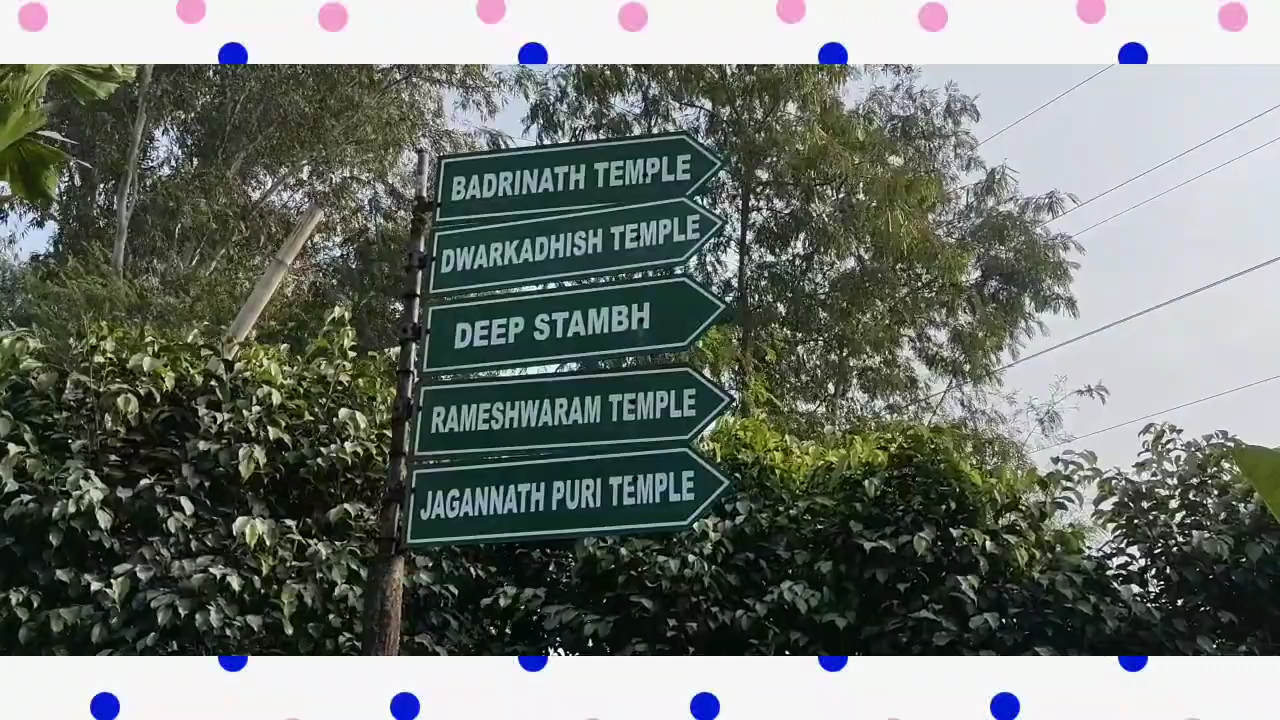 BADRINATH TEMPLE
DWARKADHISH TEMPLE
DEEP STAMBH
RAMESHWARAM TEMPLE
JAGANNATH PURI TEMPLE